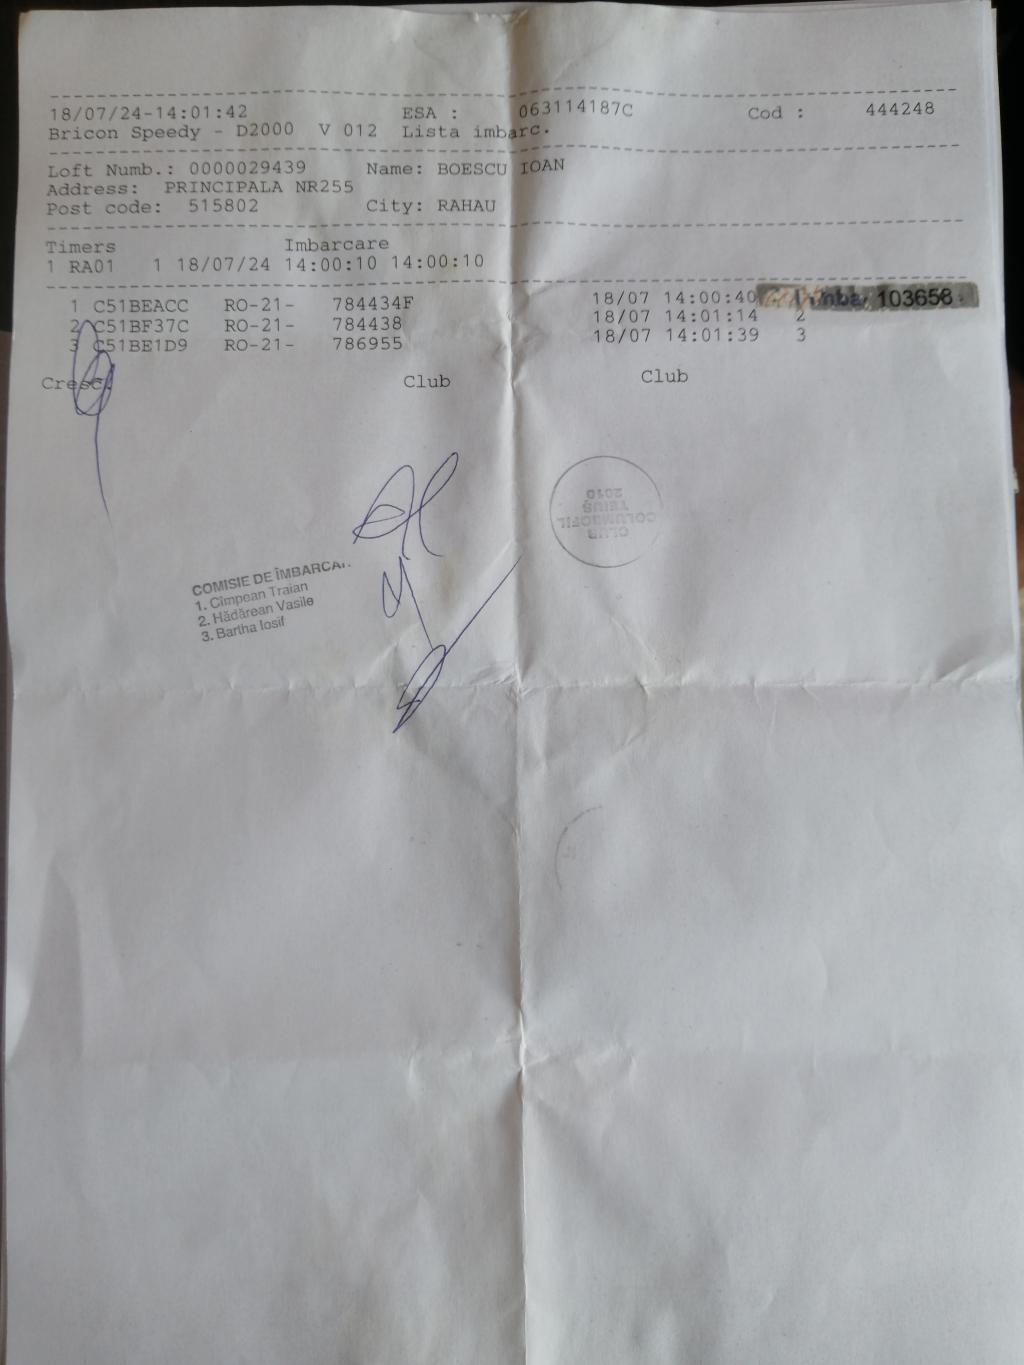 18/07/24-14:01:42 ESA : 063114187C Cod : 444248
Bricon Speedy - D2000 V 012 Lista imbarc.
Loft Numb.: 0000029439 Name: BOESCU IOAN
Address: PRINCIPALA NR255
Post code: 515802 City: RAHAU
Timers Imbarcare
1 RA01 1 18/07/24 14:00:10 14:00:10
1 C51BEACC RO-21- 784434F 18/07 14:00:40 103658
2 C51BF37C RO-21- 784438 18/07 14:01:14 2
3 C51BE1D9 RO-21- 786955 18/07 14:01:39 3
Cresc. Club Club
CLUB
COLUMBOFIL
TEIUȘ
2010
COMISIE DE ÎMBARCA
1. Cîmpean Traian
2. Hădărean Vasile
3. Bartha Iosif